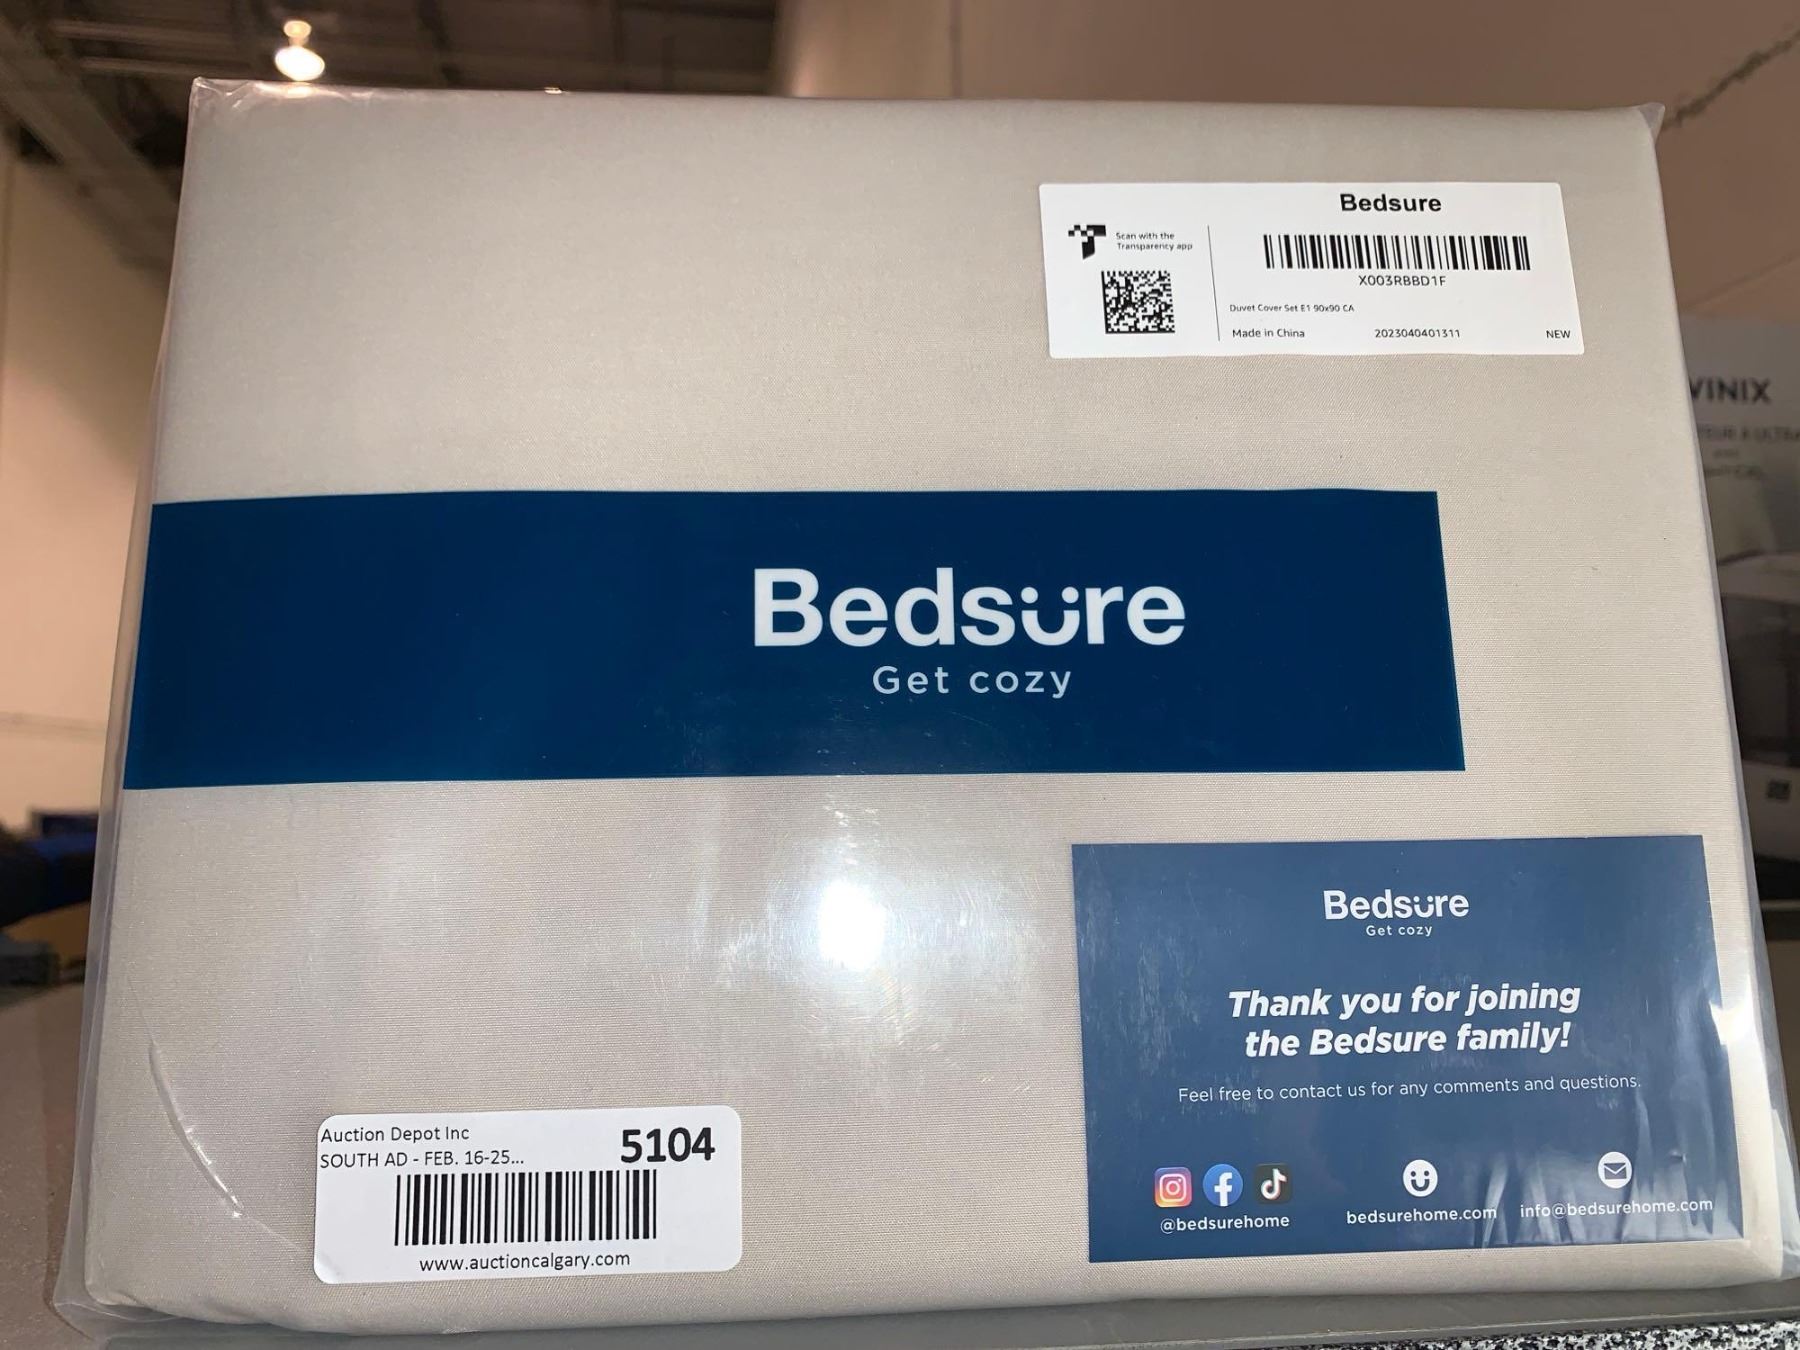 Bedsure
Scan with the
Transparency app
X003RBBD1F
Duvet Cover Set E1 90x90 CA
Made in China 2023040401311 NEW
VINIX
Bedsure
Get cozy
Bedsure
Get cozy
Thank you for joining
the Bedsure family!
Feel free to contact us for any comments and questions.
@bedsurehome
bedsurehome.com
info@bedsurehome.com
Auction Depot Inc
SOUTH AD - FEB. 16-25...
5104
www.auctioncalgary.com